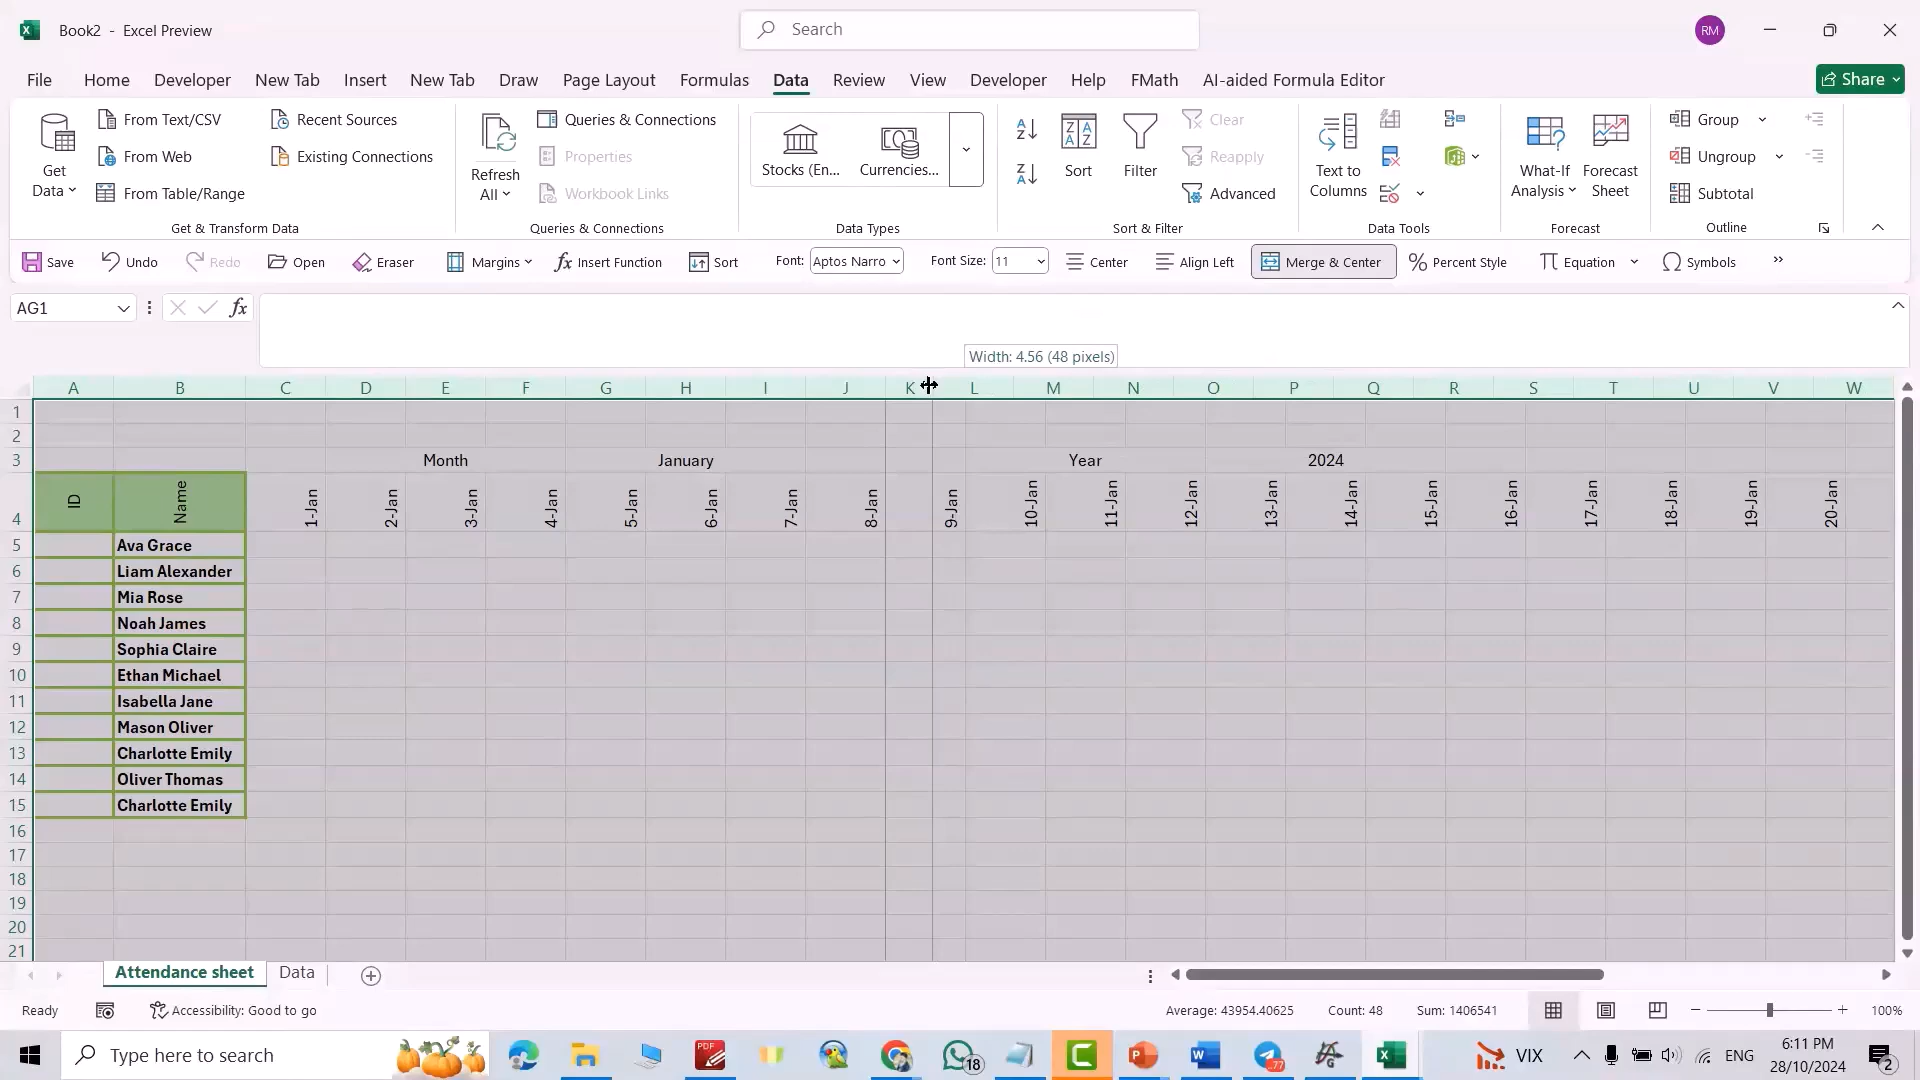 Book2 - Excel Preview
Search
RM
File Home Developer New Tab Insert New Tab Draw Page Layout Formulas Data Review View Developer Help FMath AI-aided Formula Editor
Share
Get Data
From Text/CSV
From Web
From Table/Range
Recent Sources
Existing Connections
Get & Transform Data
Refresh All
Queries & Connections
Properties
Workbook Links
Queries & Connections
Stocks (En...
Currencies...
Data Types
Sort
Filter
Clear
Reapply
Advanced
Sort & Filter
Text to Columns
Data Tools
What-If Analysis
Forecast Sheet
Forecast
Group
Ungroup
Subtotal
Outline
Save Undo Redo Open Eraser Margins Insert Function Sort Font: Aptos Narro Font Size: 11 Center Align Left Merge & Center Percent Style Equation Symbols
AG1
fx
Width: 4.56 (48 pixels)
A B C D E F G H I J K L M N O P Q R S T U V W
1
2
3 Month January Year 2024
4 ID Name 1-Jan 2-Jan 3-Jan 4-Jan 5-Jan 6-Jan 7-Jan 8-Jan 9-Jan 10-Jan 11-Jan 12-Jan 13-Jan 14-Jan 15-Jan 16-Jan 17-Jan 18-Jan 19-Jan 20-Jan
5 Ava Grace
6 Liam Alexander
7 Mia Rose
8 Noah James
9 Sophia Claire
10 Ethan Michael
11 Isabella Jane
12 Mason Oliver
13 Charlotte Emily
14 Oliver Thomas
15 Charlotte Emily
16
17
18
19
20
21
Attendance sheet Data
Ready Accessibility: Good to go Average: 43954.40625 Count: 48 Sum: 1406541 100%
Type here to search
18
77
VIX
ENG
6:11 PM
28/10/2024
2